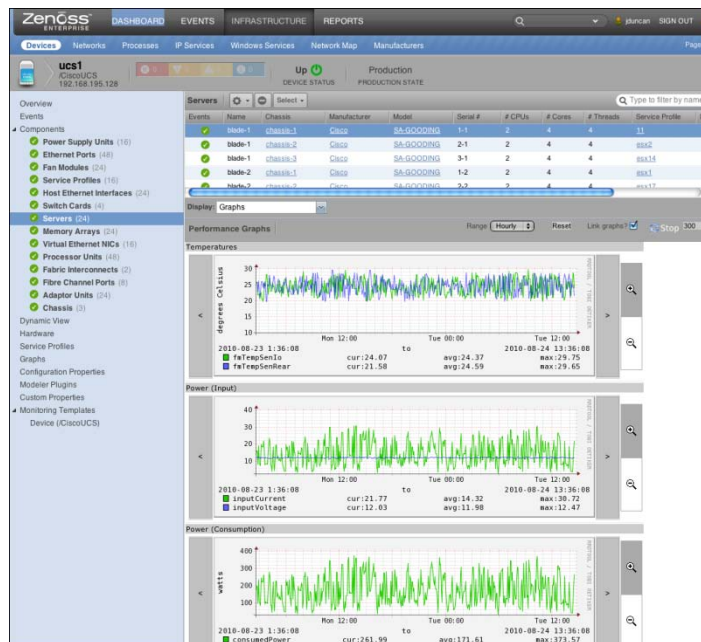 Zenoss DASHBOARD EVENTS INFRASTRUCTURE REPORTS jduncan SIGN OUT
ENTERPRISE
Devices Networks Processes IP Services Windows Services Network Map Manufacturers Page
ucs1
/CiscoUCS
192.168.195.128
Up
DEVICE STATUS
Production
PRODUCTION STATE
Overview
Events
Components
Power Supply Units (18)
Ethernet Ports (48)
Fan Modules (24)
Service Profiles (16)
Host Ethernet Interfaces (24)
Switch Cards (4)
Servers (24)
Memory Arrays (24)
Virtual Ethernet NICs (16)
Processor Units (48)
Fabric Interconnects (2)
Fibre Channel Ports (8)
Adaptor Units (24)
Chassis (3)
Dynamic View
Hardware
Service Profiles
Graphs
Configuration Properties
Modeler Plugins
Custom Properties
Monitoring Templates
Device (/CiscoUCS)
Servers Select Type to filter by name
Events Name Chassis Manufacturer Model Serial # # CPUs # Cores # Threads Service Profile
blade-1 chassis-1 Cisco SA-GOODING 1-1 2 4 4 11
blade-1 chassis-2 Cisco SA-GOODING 2-1 2 4 4 esx2
blade-1 chassis-3 Cisco SA-GOODING 3-1 2 4 4 esx14
blade-2 chassis-1 Cisco SA-GOODING 1-2 2 4 4 esx1
blade-2 chassis-2 Cisco SA-GOODING 2-2 2 4 4 esx17
Display: Graphs
Performance Graphs Range Hourly Reset Link graphs? Stop 300
Temperatures
degrees Celsius
30
25
20
15
10
Mon 12:00 Tue 00:00 Tue 12:00
2010-08-23 1:36:08 to 2010-08-24 13:36:08
fmTempSenIo cur:24.07 avg:24.37 max:29.75
fmTempSenRear cur:21.58 avg:24.59 max:29.65
Power (Input)
40
30
20
10
Mon 12:00 Tue 00:00 Tue 12:00
2010-08-23 1:36:08 to 2010-08-24 13:36:08
inputCurrent cur:21.77 avg:14.32 max:30.72
inputVoltage cur:12.03 avg:11.98 max:12.47
Power (Consumption)
watts
400
300
200
100
Mon 12:00 Tue 00:00 Tue 12:00
2010-08-23 1:36:08 to 2010-08-24 13:36:08
consumedPower cur:261.99 avg:171.61 max:373.57